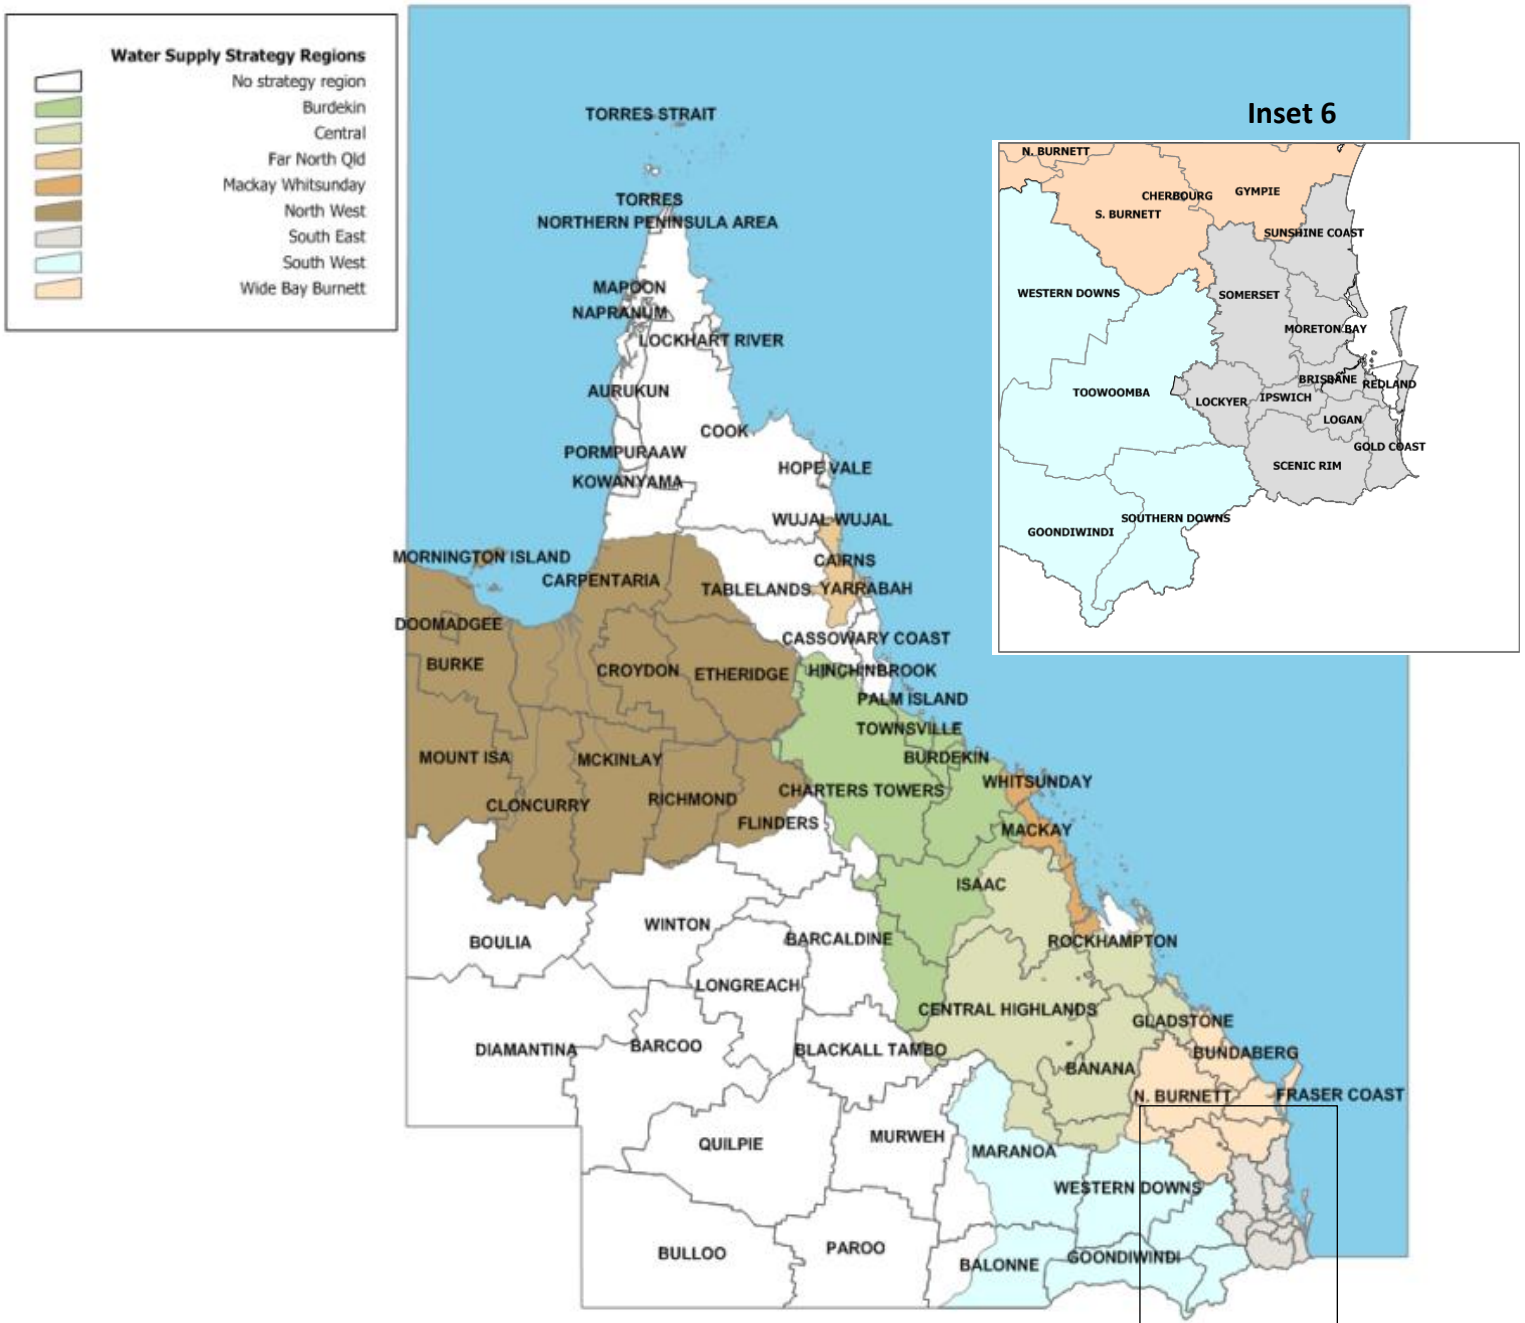 Water Supply Strategy Regions
No strategy region
Burdekin
Central
Far North Qld
Mackay Whitsunday
North West
South East
South West
Wide Bay Burnett
TORRES STRAIT
TORRES
NORTHERN PENINSULA AREA
MAPOON
NAPRANUM
LOCKHART RIVER
AURUKUN
COOK
PORMPURAAW
HOPE VALE
KOWANYAMA
WUJAL WUJAL
MORNINGTON ISLAND
CAIRNS
CARPENTARIA
TABLELANDS
YARRABAH
DOOMADGEE
CASSOWARY COAST
BURKE
CROYDON
ETHERIDGE
HINCHINBROOK
PALM ISLAND
TOWNSVILLE
MOUNT ISA
MCKINLAY
BURDEKIN
WHITSUNDAY
CHARTERS TOWERS
RICHMOND
CLONCURRY
FLINDERS
MACKAY
ISAAC
WINTON
BOULIA
BARCALDINE
ROCKHAMPTON
LONGREACH
CENTRAL HIGHLANDS
GLADSTONE
DIAMANTINA
BARCOO
BLACKALL TAMBO
BUNDABERG
BANANA
N. BURNETT
FRASER COAST
QUILPIE
MURWEH
MARANOA
WESTERN DOWNS
BULLOO
PAROO
BALONNE
GOONDIWINDI
Inset 6
N. BURNETT
CHERBOURG
GYMPIE
S. BURNETT
SUNSHINE COAST
WESTERN DOWNS
SOMERSET
MORETON BAY
BRISBANE
REDLAND
TOOWOOMBA
LOCKYER
IPSWICH
LOGAN
GOLD COAST
SCENIC RIM
SOUTHERN DOWNS
GOONDIWINDI